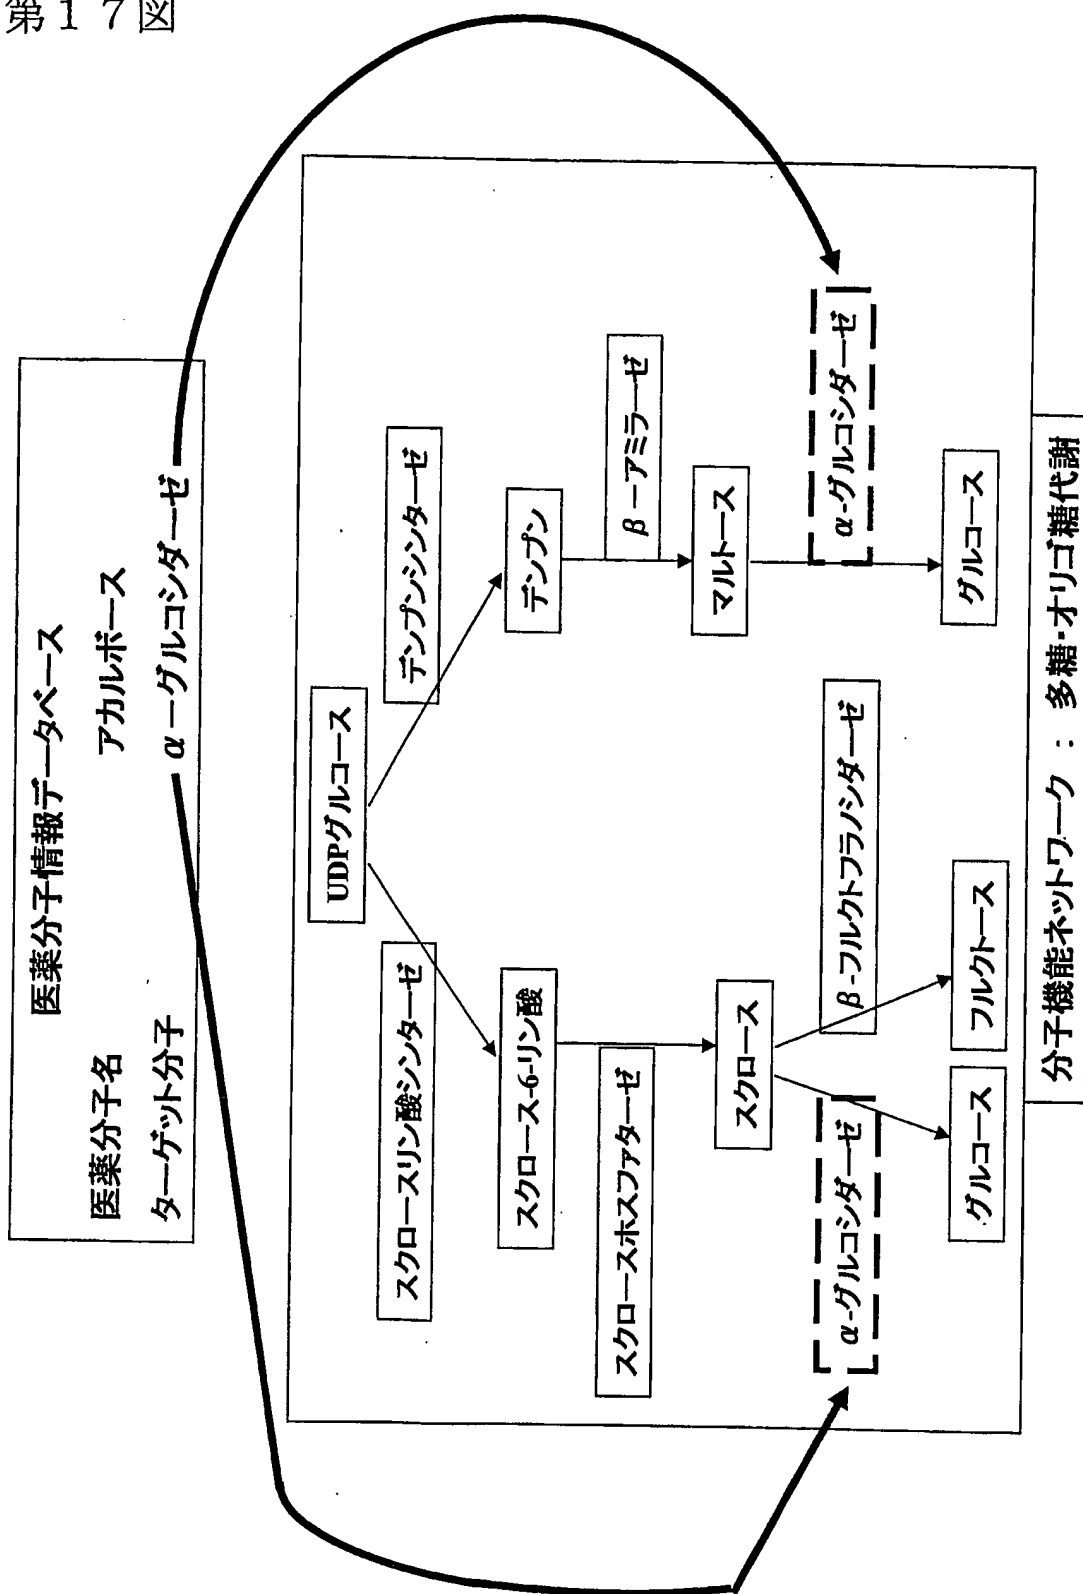 第１７図
医薬分子情報データベース
医薬分子名 アカルボース
ターゲット分子 α－グルコシダーゼ
UDPグルコース
スクロースリン酸シンターゼ
デンプンシンターゼ
スクロース-6-リン酸
デンプン
スクロースホスファターゼ
β－アミラーゼ
スクロース
マルトース
α-グルコシダーゼ
β-フルクトフラノシダーゼ
α-グルコシダーゼ
グルコース
フルクトース
グルコース
分子機能ネットワーク ： 多糖・オリゴ糖代謝